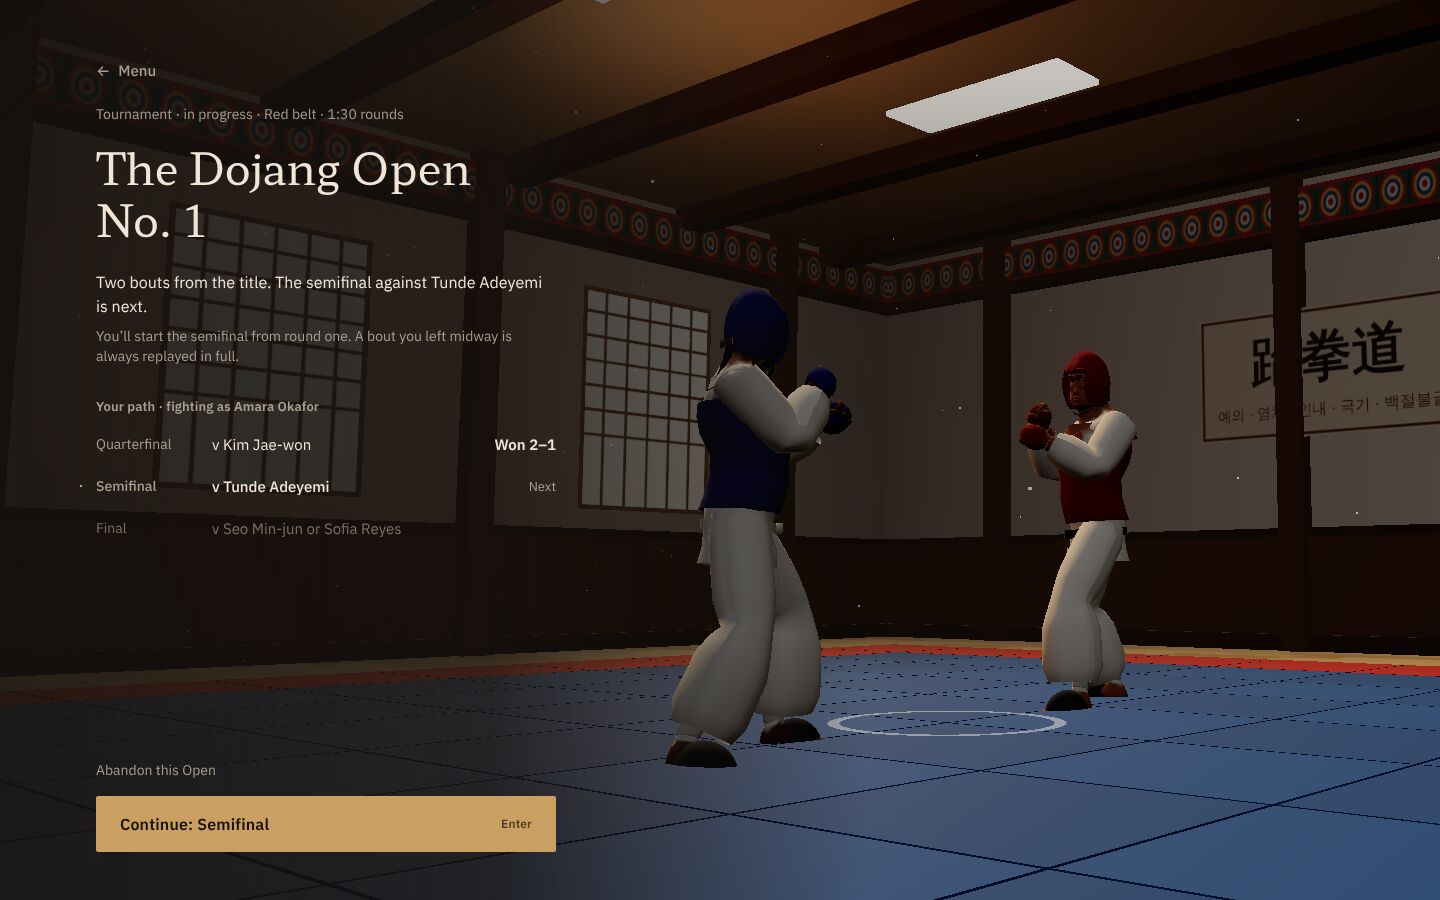 ← Menu
Tournament · in progress · Red belt · 1:30 rounds
The Dojang Open
No. 1
Two bouts from the title. The semifinal against Tunde Adeyemi
is next.
You’ll start the semifinal from round one. A bout you left midway is
always replayed in full.
Your path · fighting as Amara Okafor
Quarterfinal v Kim Jae-won Won 2–1
· Semifinal v Tunde Adeyemi Next
Final v Seo Min-jun or Sofia Reyes
拳道
예의 · 인내 · 극기 ·
Abandon this Open
Continue: Semifinal Enter